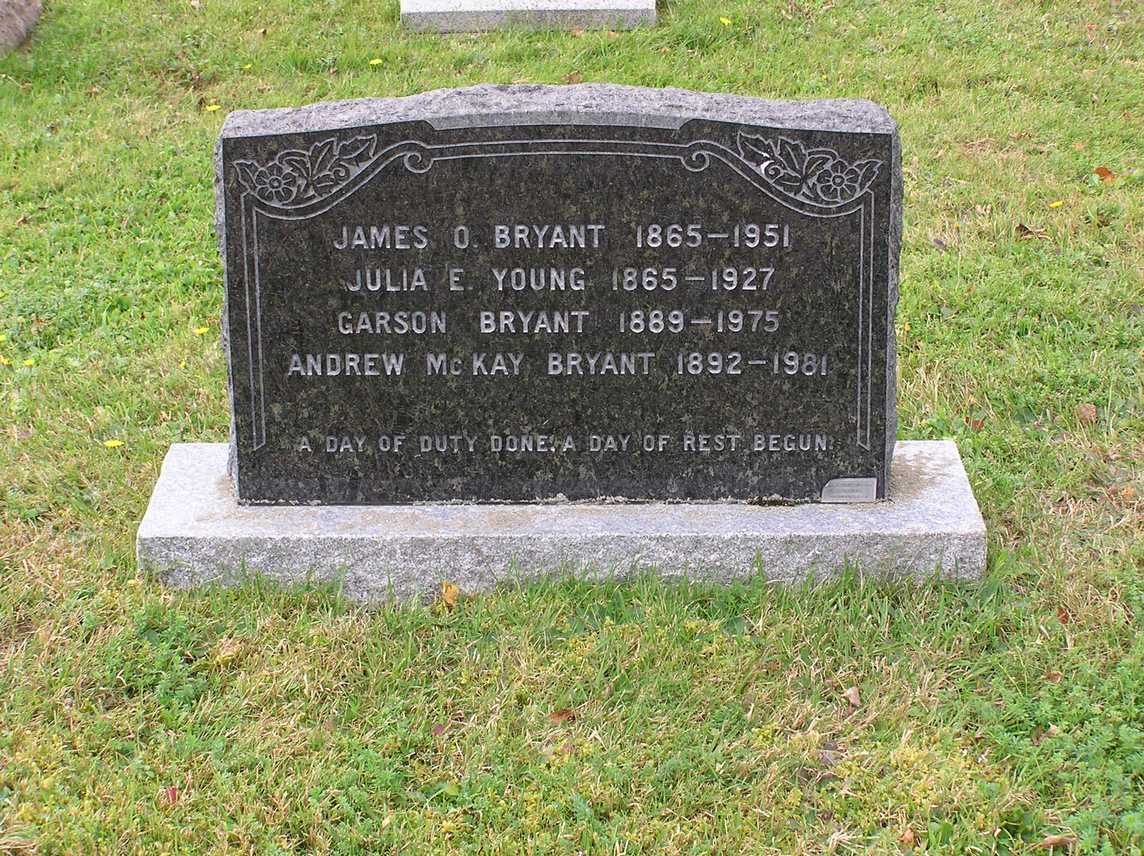 JAMES O. BRYANT 1865–1951
JULIA E. YOUNG 1865–1927
GARSON BRYANT 1889–1975
ANDREW McKAY BRYANT 1892–1981
A DAY OF DUTY DONE, A DAY OF REST BEGUN.